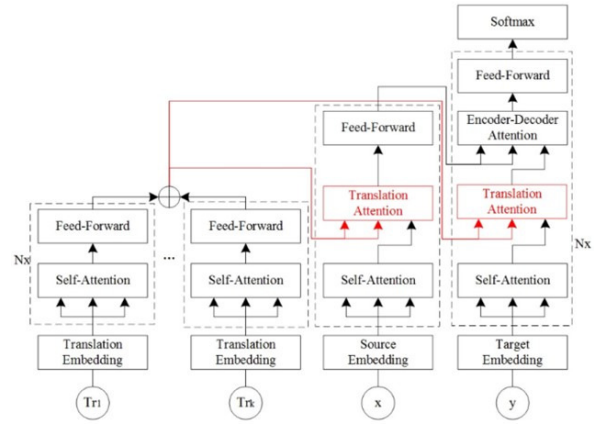 Softmax
Feed-Forward
Encoder-Decoder
Attention
Translation
Attention
Self-Attention
Target
Embedding
y
Nx
Feed-Forward
Translation
Attention
Self-Attention
Source
Embedding
x
Feed-Forward
Self-Attention
Translation
Embedding
Tr1
Nx
...
Feed-Forward
Self-Attention
Translation
Embedding
Trk